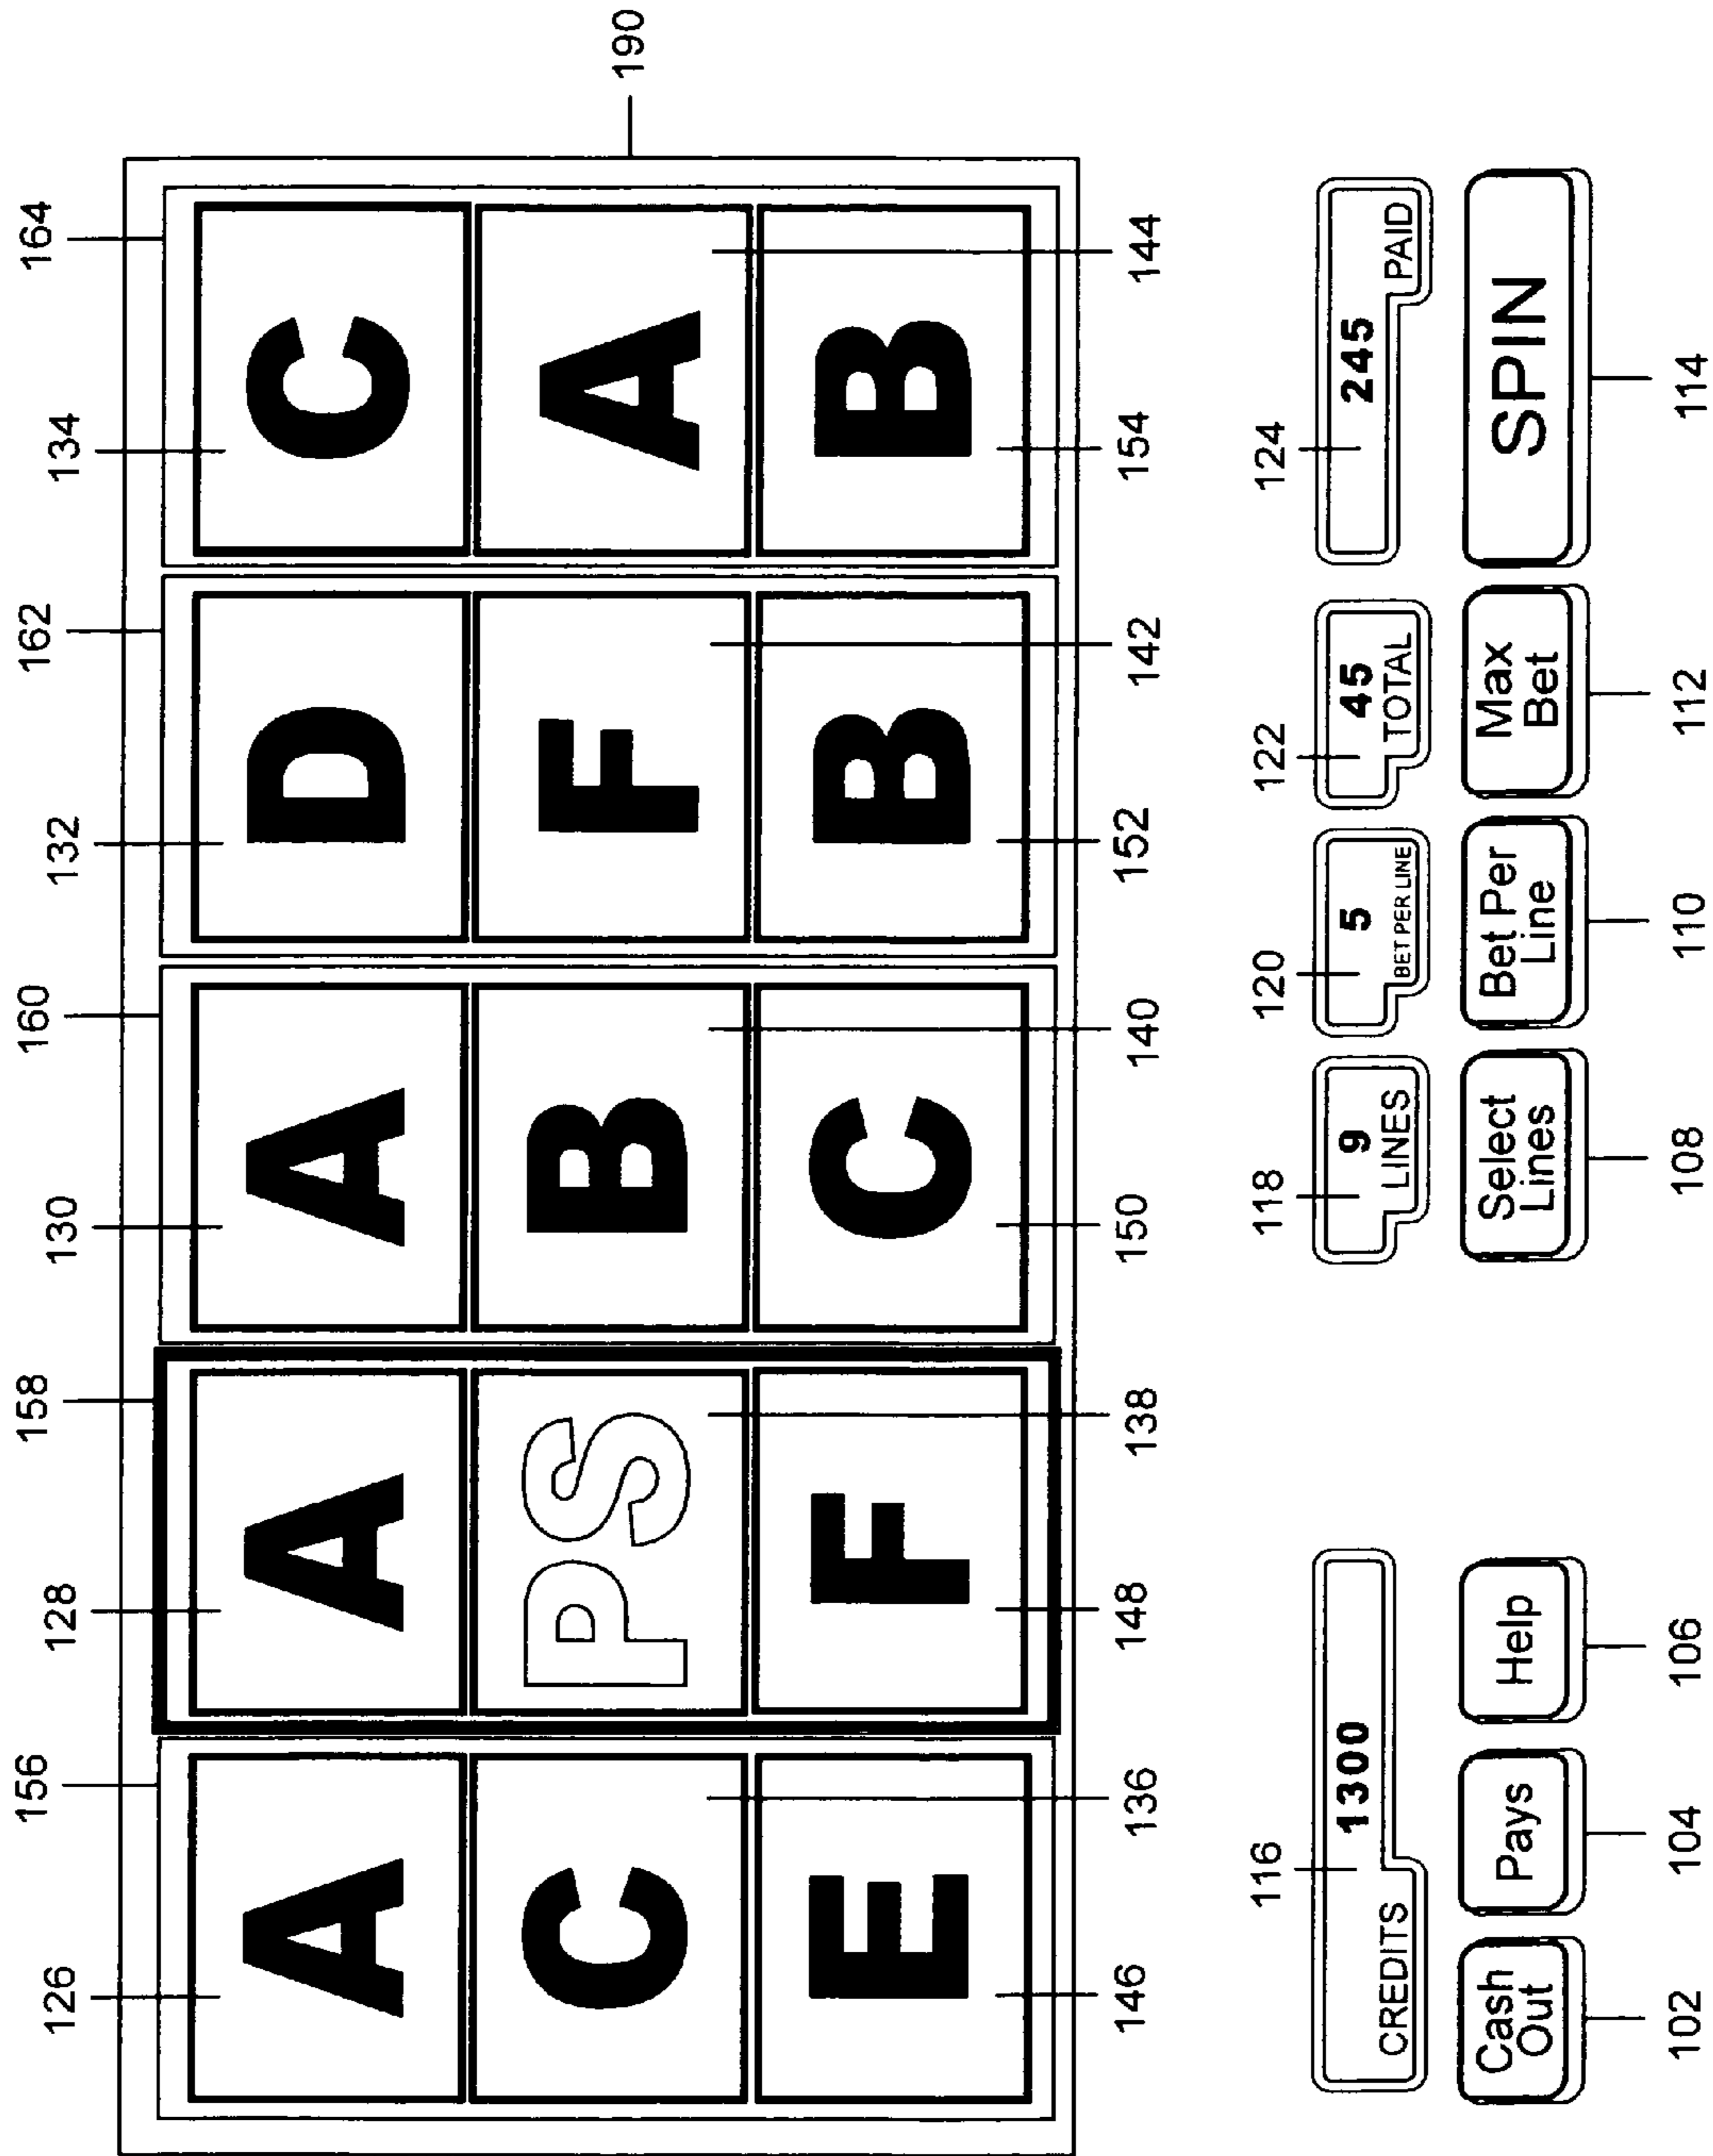 156 158 160 162 164
126 128 130 132 134
A A A D C
C PS B F A
E F C B B
190
146 136 148 138 150 140 152 142 154 144
116 118 120 122 124
1300 9 5 45 245
CREDITS LINES BET PER LINE TOTAL PAID
Cash Out Pays Help Select Lines Bet Per Line Max Bet SPIN
102 104 106 108 110 112 114